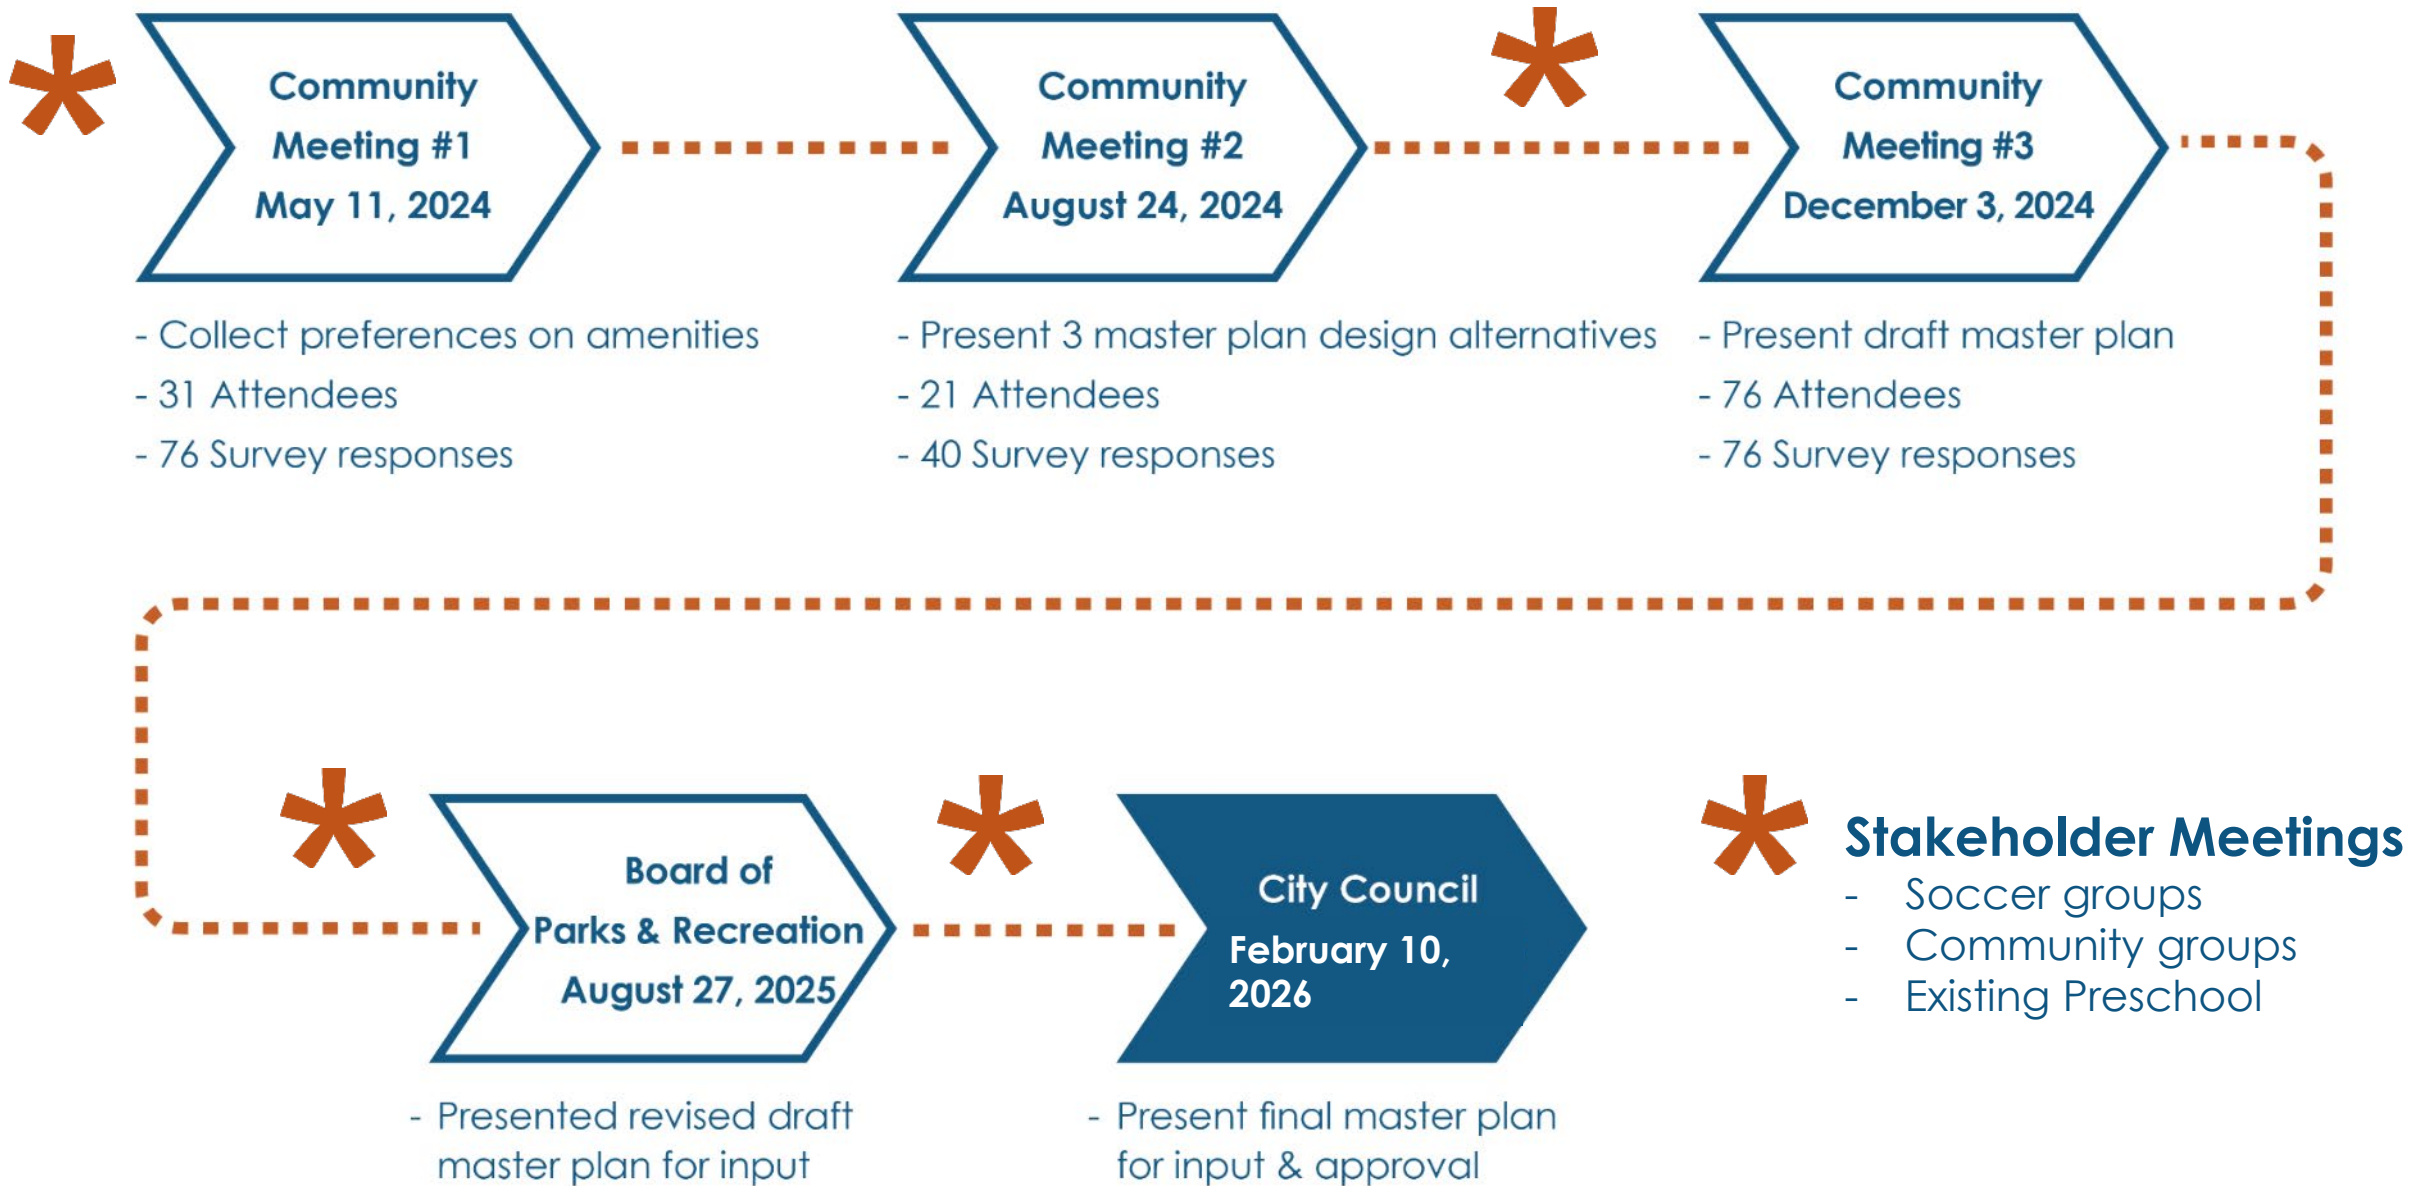 Community
Meeting #1
May 11, 2024
- Collect preferences on amenities
- 31 Attendees
- 76 Survey responses
Community
Meeting #2
August 24, 2024
- Present 3 master plan design alternatives
- 21 Attendees
- 40 Survey responses
Community
Meeting #3
December 3, 2024
- Present draft master plan
- 76 Attendees
- 76 Survey responses
Board of
Parks & Recreation
August 27, 2025
- Presented revised draft
master plan for input
City Council
February 10,
2026
- Present final master plan
for input & approval
Stakeholder Meetings
- Soccer groups
- Community groups
- Existing Preschool